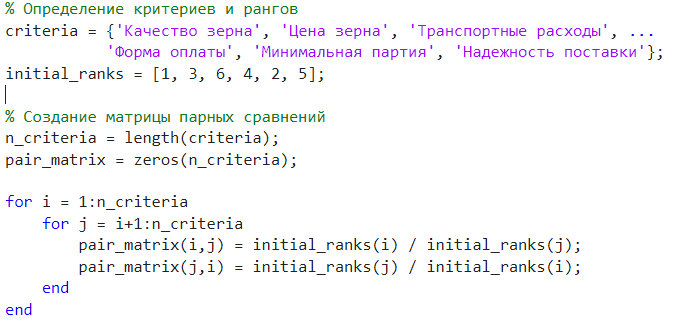 % Определение критериев и рангов
criteria = {'Качество зерна', 'Цена зерна', 'Транспортные расходы', ...
'Форма оплаты', 'Минимальная партия', 'Надежность поставки'};
initial_ranks = [1, 3, 6, 4, 2, 5];
% Создание матрицы парных сравнений
n_criteria = length(criteria);
pair_matrix = zeros(n_criteria);
for i = 1:n_criteria
for j = i+1:n_criteria
pair_matrix(i,j) = initial_ranks(i) / initial_ranks(j);
pair_matrix(j,i) = initial_ranks(j) / initial_ranks(i);
end
end